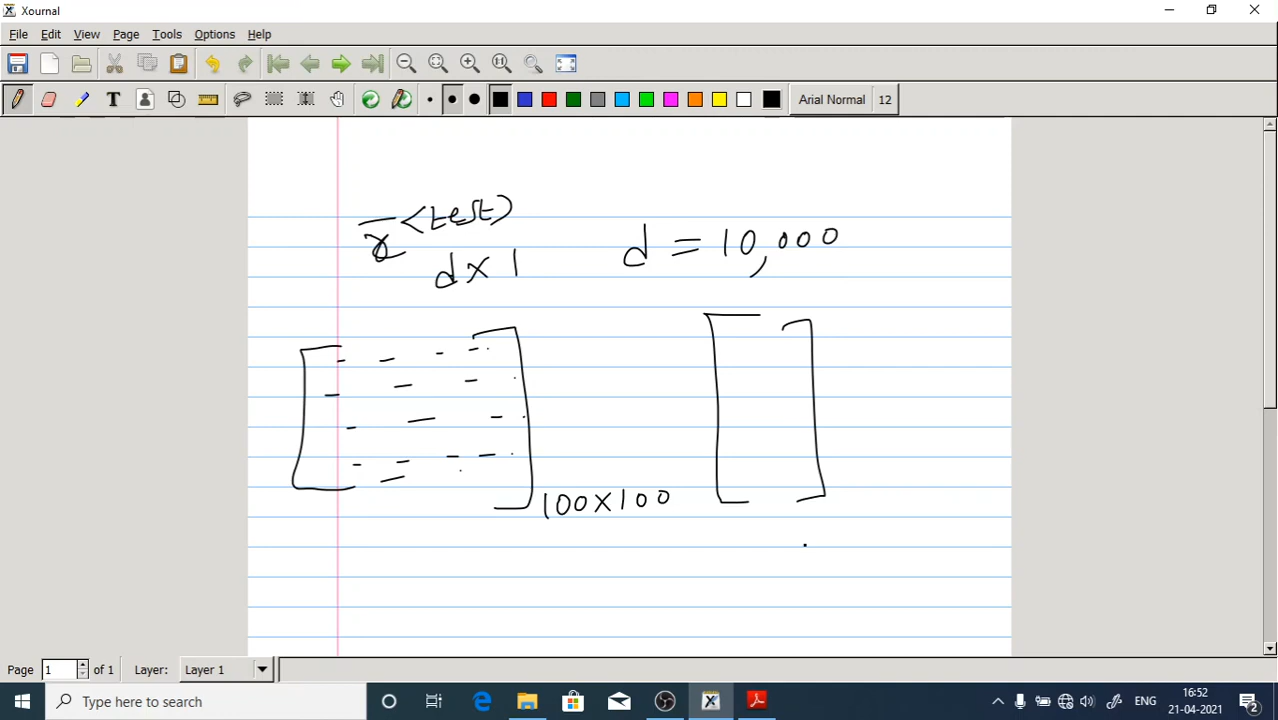 Xournal
File Edit View Page Tools Options Help
Arial Normal 12
x̄<test>
d x 1
d = 10,000
100x100
Page 1 of 1 Layer: Layer 1
Type here to search
ENG
16:52
21-04-2021
2